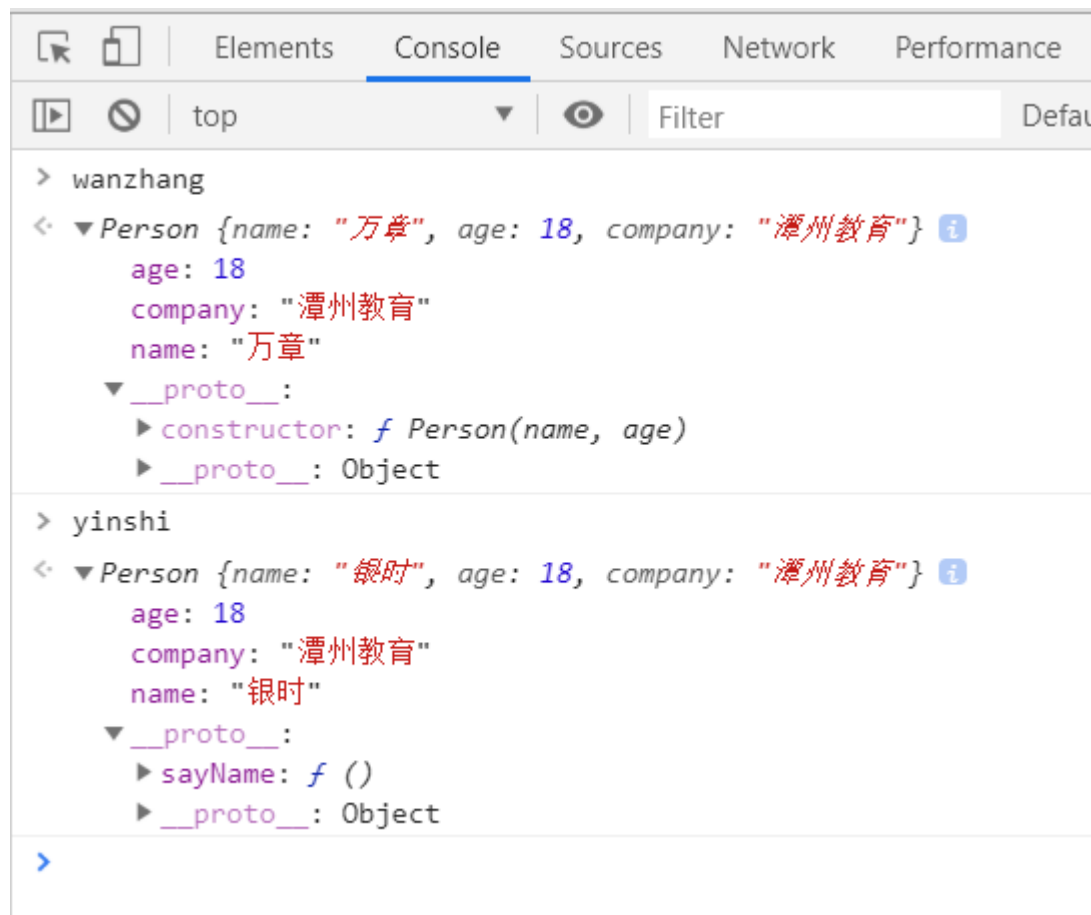 Elements Console Sources Network Performance
top Filter Defau
> wanzhang
Person {name: "万章", age: 18, company: "潭州教育"} i
age: 18
company: "潭州教育"
name: "万章"
__proto__:
constructor: ƒ Person(name, age)
__proto__: Object
> yinshi
Person {name: "银时", age: 18, company: "潭州教育"} i
age: 18
company: "潭州教育"
name: "银时"
__proto__:
sayName: ƒ ()
__proto__: Object
>